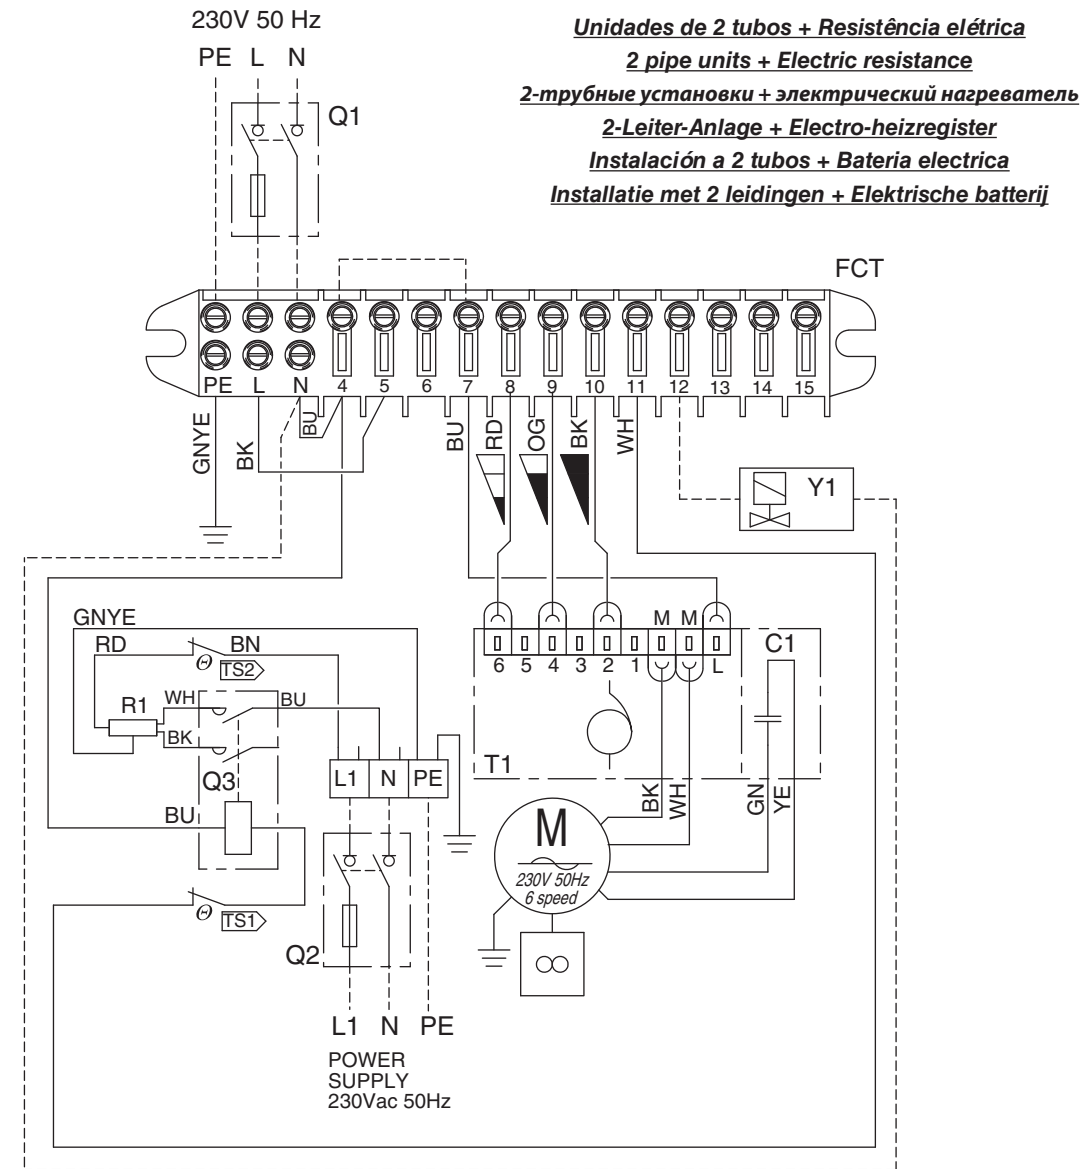 230V 50 Hz
PE L N
Q1
Unidades de 2 tubos + Resistência elétrica
2 pipe units + Electric resistance
2-трубные установки + электрический нагреватель
2-Leiter-Anlage + Electro-heizregister
Instalación a 2 tubos + Bateria electrica
Installatie met 2 leidingen + Elektrische batterij
FCT
PE L N 4 5 6 7 8 9 10 11 12 13 14 15
GNYE
BK
BU
BU
RD
OG
BK
WH
Y1
GNYE
RD
BN
TS2
R1
WH
BU
BK
Q3
BU
TS1
L1 N PE
Q2
L1 N PE
POWER
SUPPLY
230Vac 50Hz
M M
6 5 4 3 2 1 L
C1
T1
BK
WH
GN
YE
M
230V 50Hz
6 speed